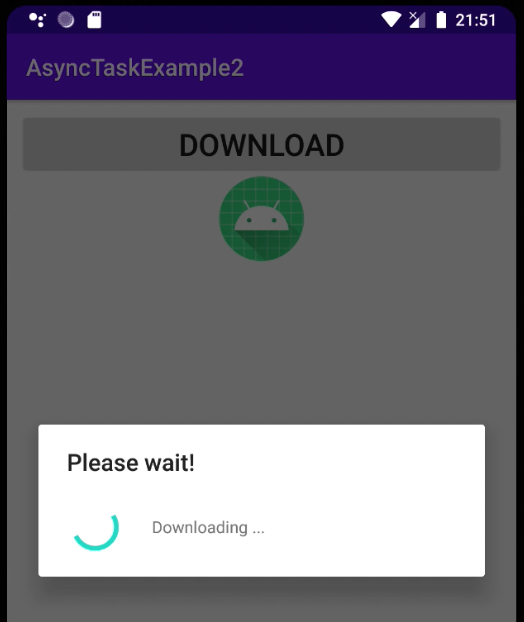 21:51
AsyncTaskExample2
DOWNLOAD
Please wait!
Downloading ...